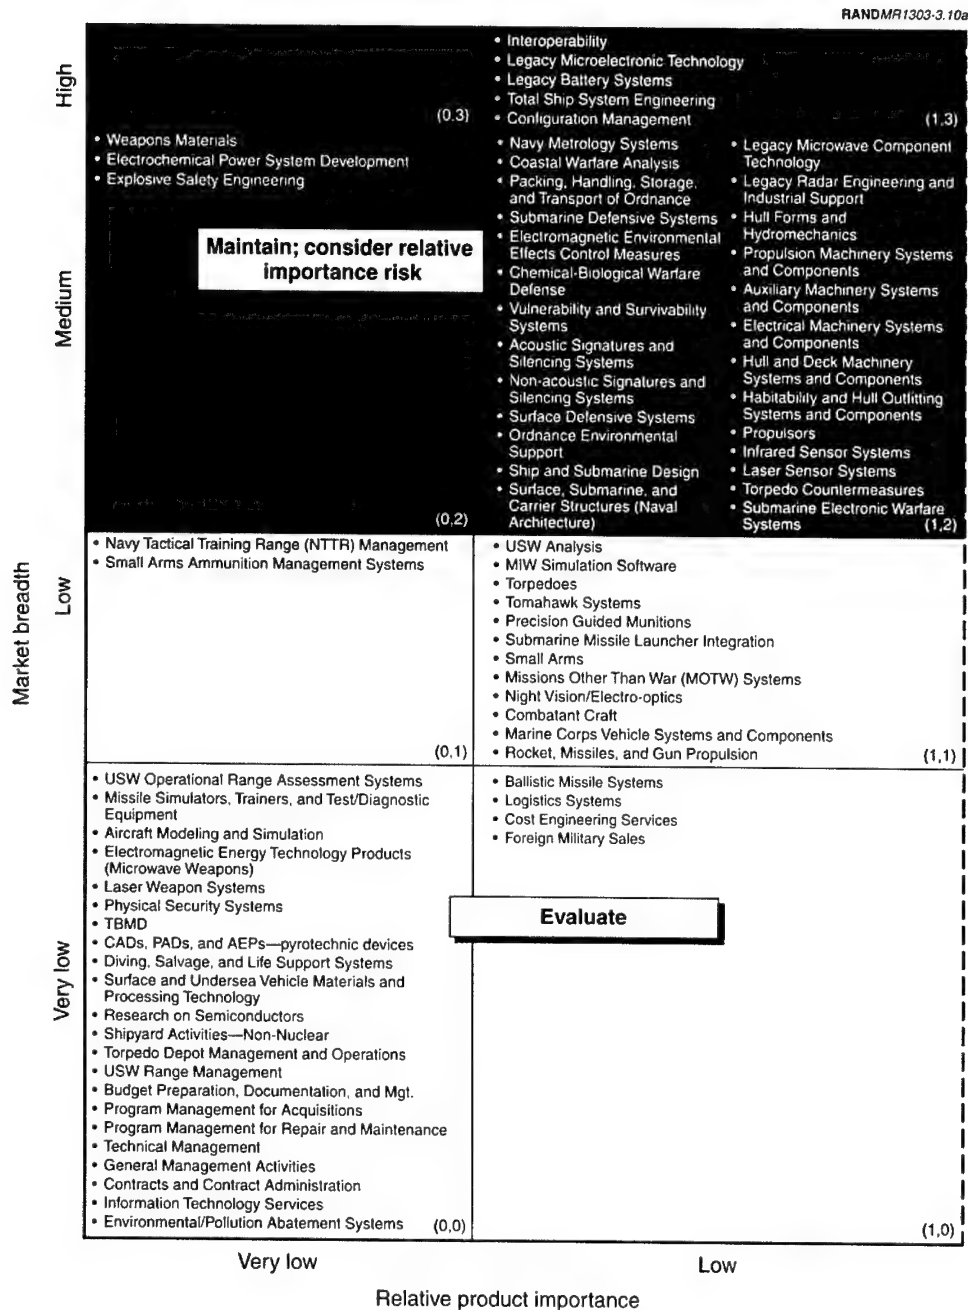 RANDMR1303-3.10a
Market breadth
High
(0.3)
• Interoperability
• Legacy Microelectronic Technology
• Legacy Battery Systems
• Total Ship System Engineering
• Configuration Management
(1,3)
Medium
• Weapons Materials
• Electrochemical Power System Development
• Explosive Safety Engineering
Maintain; consider relative
importance risk
(0,2)
• Navy Metrology Systems
• Coastal Warfare Analysis
• Packing, Handling, Storage,
and Transport of Ordnance
• Submarine Defensive Systems
• Electromagnetic Environmental
Effects Control Measures
• Chemical-Biological Warfare
Defense
• Vulnerability and Survivability
Systems
• Acoustic Signatures and
Silencing Systems
• Non-acoustic Signatures and
Silencing Systems
• Surface Defensive Systems
• Ordnance Environmental
Support
• Ship and Submarine Design
• Surface, Submarine, and
Carrier Structures (Naval
Architecture)
• Legacy Microwave Component
Technology
• Legacy Radar Engineering and
Industrial Support
• Hull Forms and
Hydromechanics
• Propulsion Machinery Systems
and Components
• Auxiliary Machinery Systems
and Components
• Electrical Machinery Systems
and Components
• Hull and Deck Machinery
Systems and Components
• Habitability and Hull Outfitting
Systems and Components
• Propulsors
• Infrared Sensor Systems
• Laser Sensor Systems
• Torpedo Countermeasures
• Submarine Electronic Warfare
Systems (1,2)
Low
• Navy Tactical Training Range (NTTR) Management
• Small Arms Ammunition Management Systems
(0,1)
• USW Analysis
• MIW Simulation Software
• Torpedoes
• Tomahawk Systems
• Precision Guided Munitions
• Submarine Missile Launcher Integration
• Small Arms
• Missions Other Than War (MOTW) Systems
• Night Vision/Electro-optics
• Combatant Craft
• Marine Corps Vehicle Systems and Components
• Rocket, Missiles, and Gun Propulsion
(1,1)
Very low
• USW Operational Range Assessment Systems
• Missile Simulators, Trainers, and Test/Diagnostic
Equipment
• Aircraft Modeling and Simulation
• Electromagnetic Energy Technology Products
(Microwave Weapons)
• Laser Weapon Systems
• Physical Security Systems
• TBMD
• CADs, PADs, and AEPs—pyrotechnic devices
• Diving, Salvage, and Life Support Systems
• Surface and Undersea Vehicle Materials and
Processing Technology
• Research on Semiconductors
• Shipyard Activities—Non-Nuclear
• Torpedo Depot Management and Operations
• USW Range Management
• Budget Preparation, Documentation, and Mgt.
• Program Management for Acquisitions
• Program Management for Repair and Maintenance
• Technical Management
• General Management Activities
• Contracts and Contract Administration
• Information Technology Services
• Environmental/Pollution Abatement Systems (0,0)
• Ballistic Missile Systems
• Logistics Systems
• Cost Engineering Services
• Foreign Military Sales
Evaluate
(1,0)
Very low
Low
Relative product importance